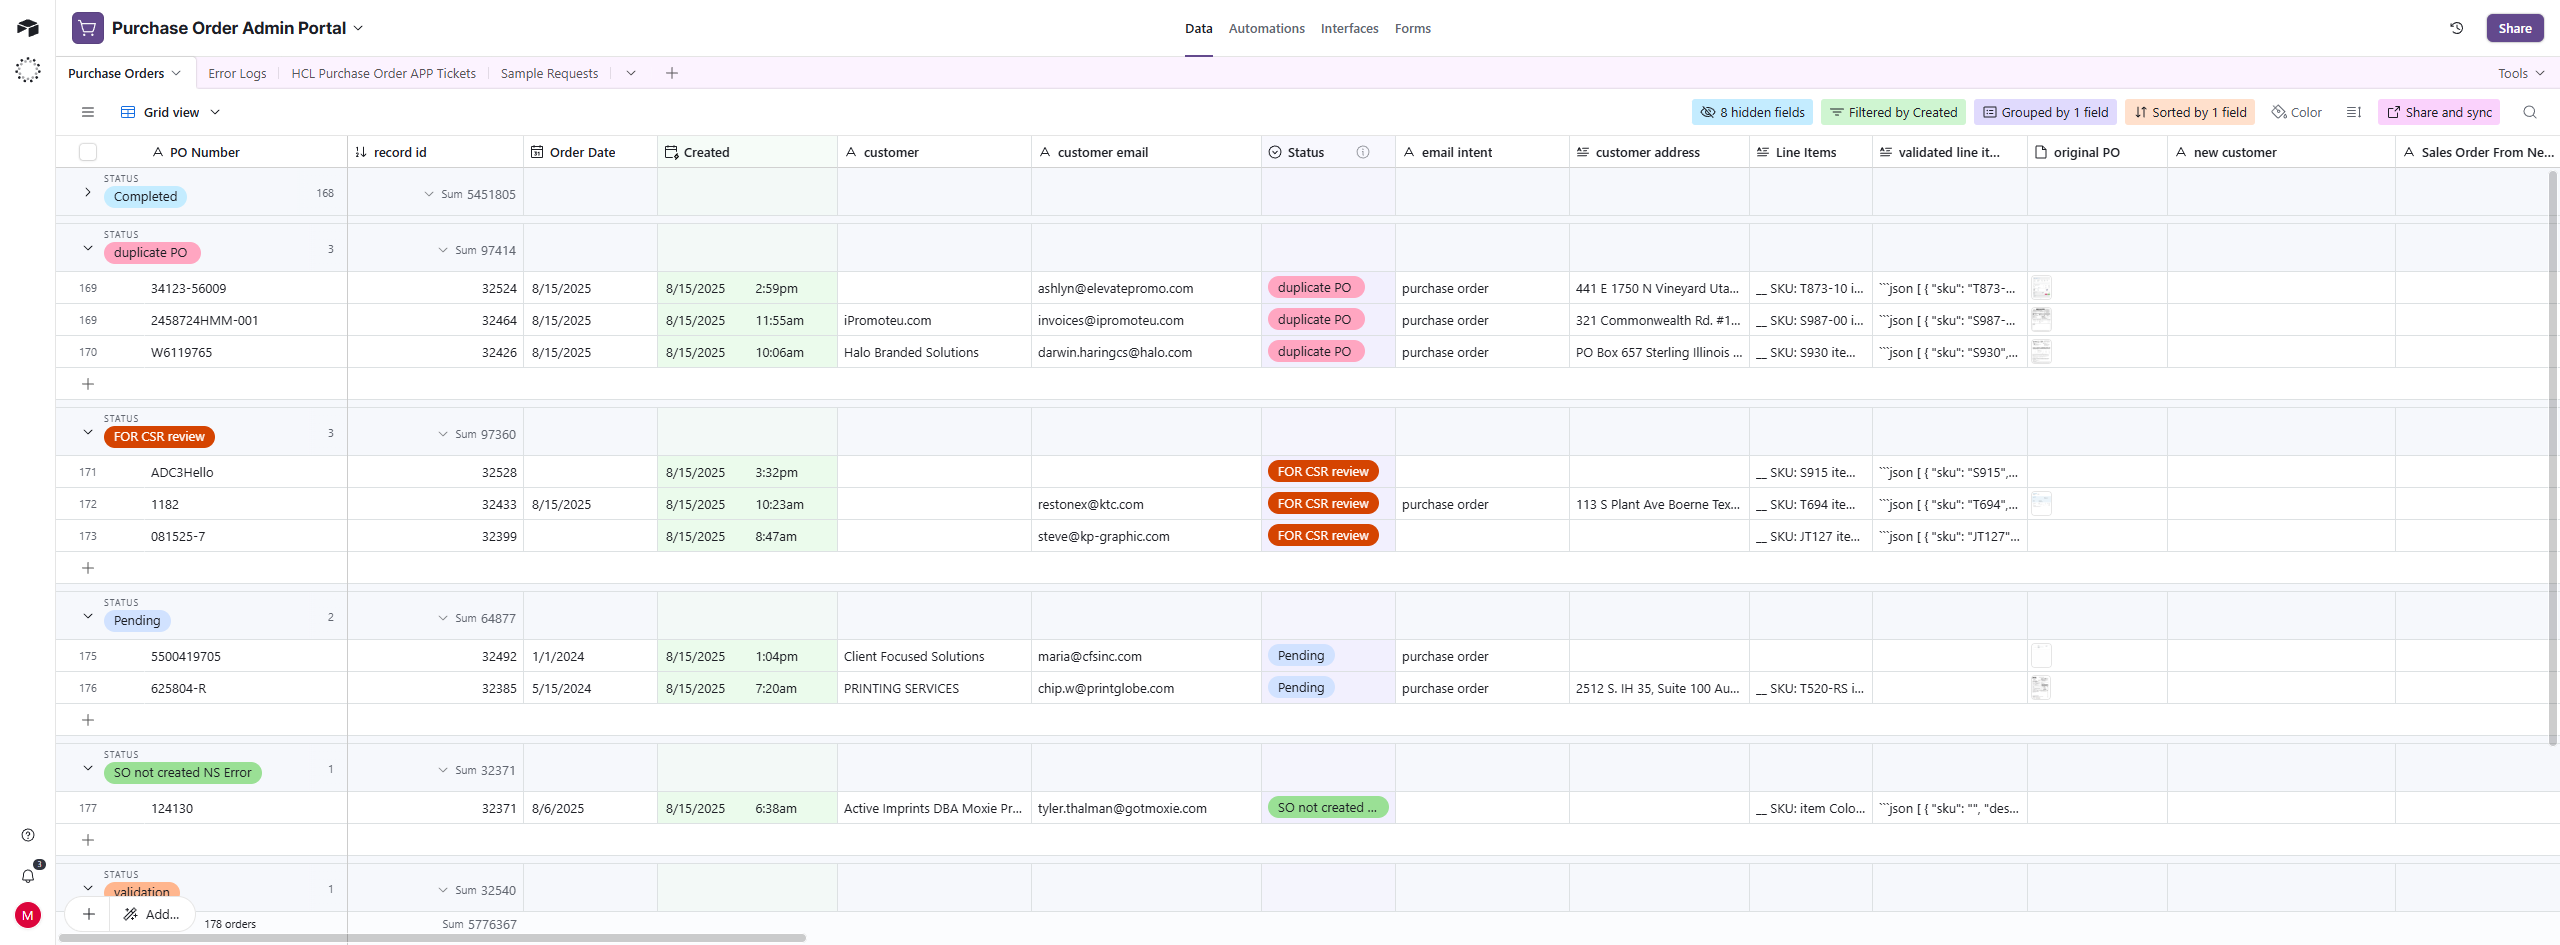 Purchase Order Admin Portal
Data Automations Interfaces Forms
Share
Purchase Orders Error Logs HCL Purchase Order APP Tickets Sample Requests
Tools
Grid view
8 hidden fields Filtered by Created Grouped by 1 field Sorted by 1 field Color Share and sync
PO Number record id Order Date Created customer customer email Status email intent customer address Line Items validated line it... original PO new customer Sales Order From Ne...
STATUS
Completed 168 Sum 5451805
STATUS
duplicate PO 3 Sum 97414
169 34123-56009 32524 8/15/2025 8/15/2025 2:59pm ashlyn@elevatepromo.com duplicate PO purchase order 441 E 1750 N Vineyard Uta... __ SKU: T873-10 i... ```json [ { "sku": "T873-...
169 2458724HMM-001 32464 8/15/2025 8/15/2025 11:55am iPromoteu.com invoices@ipromoteu.com duplicate PO purchase order 321 Commonwealth Rd. #1... __ SKU: S987-00 i... ```json [ { "sku": "S987-...
170 W6119765 32426 8/15/2025 8/15/2025 10:06am Halo Branded Solutions darwin.haringcs@halo.com duplicate PO purchase order PO Box 657 Sterling Illinois ... __ SKU: S930 ite... ```json [ { "sku": "S930",...
STATUS
FOR CSR review 3 Sum 97360
171 ADC3Hello 32528 8/15/2025 3:32pm FOR CSR review __ SKU: S915 ite... ```json [ { "sku": "S915",...
172 1182 32433 8/15/2025 8/15/2025 10:23am restonex@ktc.com FOR CSR review purchase order 113 S Plant Ave Boerne Tex... __ SKU: T694 ite... ```json [ { "sku": "T694",...
173 081525-7 32399 8/15/2025 8:47am steve@kp-graphic.com FOR CSR review __ SKU: JT127 ite... ```json [ { "sku": "JT127"...
STATUS
Pending 2 Sum 64877
175 5500419705 32492 1/1/2024 8/15/2025 1:04pm Client Focused Solutions maria@cfsinc.com Pending purchase order
176 625804-R 32385 5/15/2024 8/15/2025 7:20am PRINTING SERVICES chip.w@printglobe.com Pending purchase order 2512 S. IH 35, Suite 100 Au... __ SKU: T520-RS i...
STATUS
SO not created NS Error 1 Sum 32371
177 124130 32371 8/6/2025 8/15/2025 6:38am Active Imprints DBA Moxie Pr... tyler.thalman@gotmoxie.com SO not created ... __ SKU: item Colo... ```json [ { "sku": "", "des...
3
STATUS
validation 1 Sum 32540
M
Add... 178 orders Sum 5776367